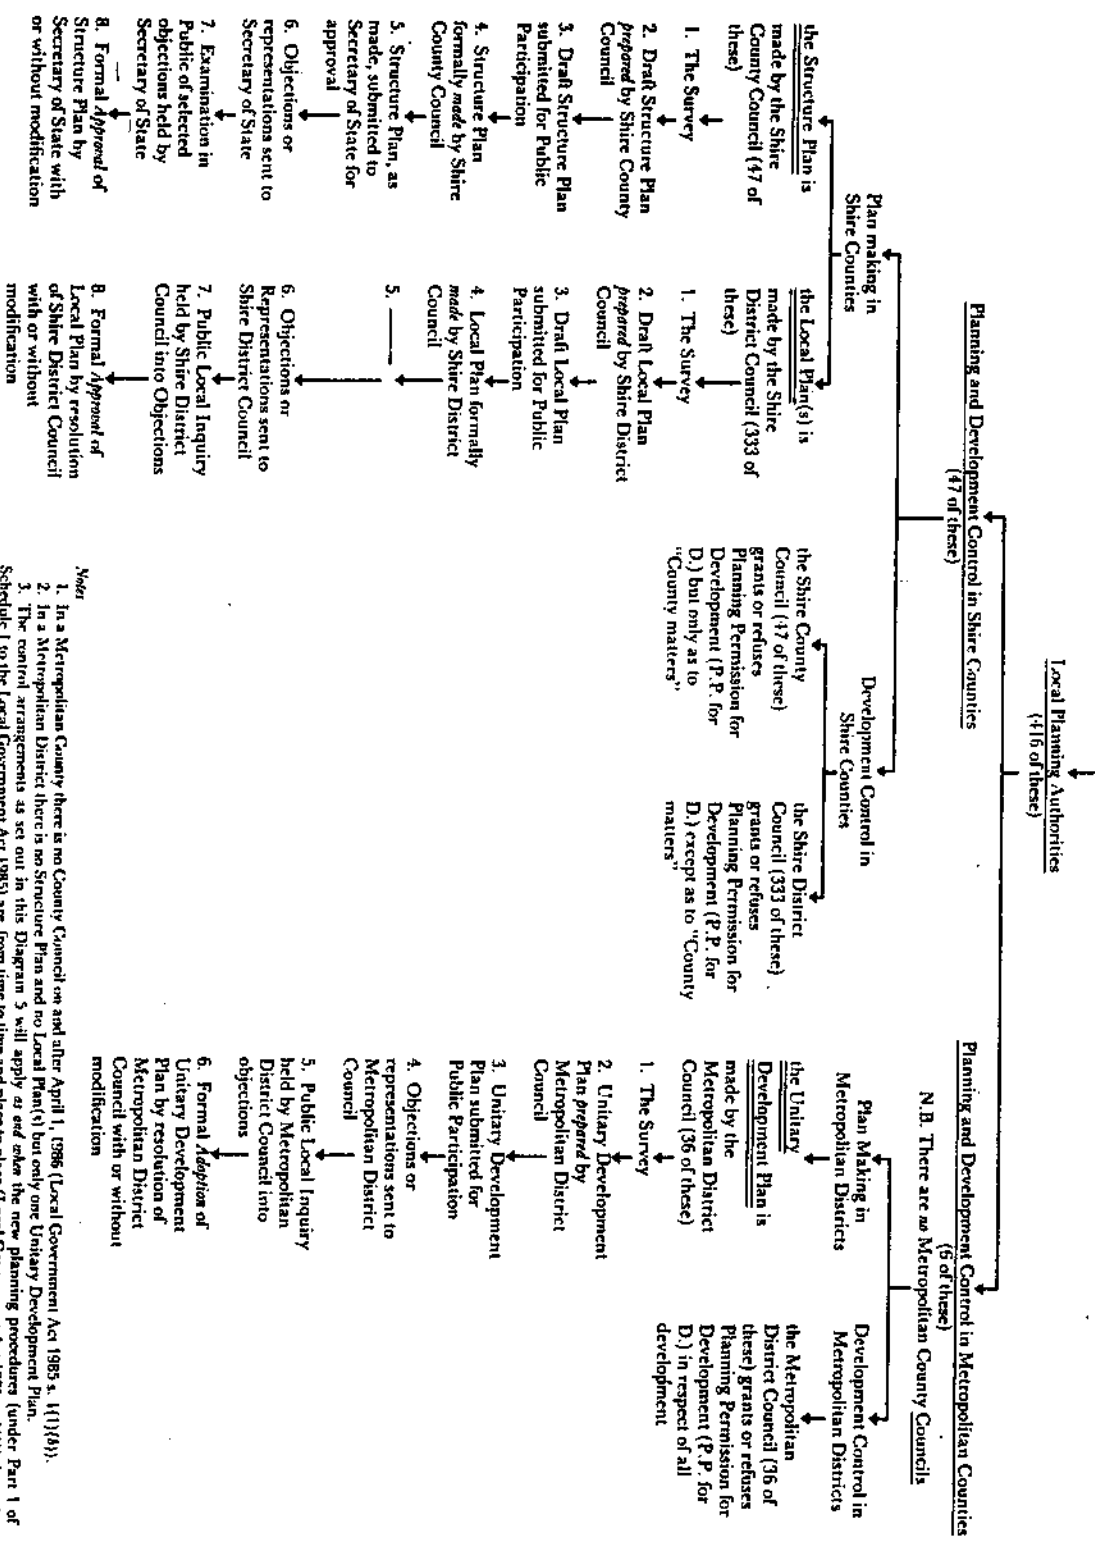 Local Planning Authorities
(416 of these)
Planning and Development Control in Shire Counties
(47 of these)
Plan making in
Shire Counties
the Structure Plan is
made by the Shire
County Council (47 of
these)
1. The Survey
2. Draft Structure Plan
prepared by Shire County
Council
3. Draft Structure Plan
submitted for Public
Participation
4. Structure Plan
formally made by Shire
County Council
5. Structure Plan, as
made, submitted to
Secretary of State for
approval
6. Objections or
representations sent to
Secretary of State
7. Examination in
Public of selected
objections held by
Secretary of State
8. Formal Approval of
Structure Plan by
Secretary of State with
or without modification
the Local Plan(s) is
made by the Shire
District Council (333 of
these)
1. The Survey
2. Draft Local Plan
prepared by Shire District
Council
3. Draft Local Plan
submitted for Public
Participation
4. Local Plan formally
made by Shire District
Council
5. ———
6. Objections or
Representations sent to
Shire District Council
7. Public Local Inquiry
held by Shire District
Council into Objections
8. Formal Approval of
Local Plan by resolution
of Shire District Council
with or without
modification
Development Control in
Shire Counties
the Shire County
Council (47 of these)
grants or refuses
Planning Permission for
Development (P.P. for
D.) but only as to
"County matters"
the Shire District
Council (333 of these)
grants or refuses
Planning Permission for
Development (P.P. for
D.) except as to "County
matters"
Planning and Development Control in Metropolitan Counties
(6 of these)
N.B. There are no Metropolitan County Councils
Plan Making in
Metropolitan Districts
the Unitary
Development Plan is
made by the
Metropolitan District
Council (36 of these)
1. The Survey
2. Unitary Development
Plan prepared by
Metropolitan District
Council
3. Unitary Development
Plan submitted for
Public Participation
4. Objections or
representations sent to
Metropolitan District
Council
5. Public Local Inquiry
held by Metropolitan
District Council into
objections
6. Formal Adoption of
Unitary Development
Plan by resolution of
Metropolitan District
Council with or without
modification
Development Control in
Metropolitan Districts
the Metropolitan
District Council (36 of
these) grants or refuses
Planning Permission for
Development (P.P. for
D.) in respect of all
development
Notes
1. In a Metropolitan County there is no County Council on and after April 1, 1986 (Local Government Act 1985 s. 1(1)(b)).
2. In a Metropolitan District there is no Structure Plan and no Local Plan(s) but only one Unitary Development Plan.
3. The control arrangements as set out in this Diagram 5 will apply as and when the new planning procedures (under Part 1 of
Schedule 1 to the Local Government Act 1985) are from time to time and place to place